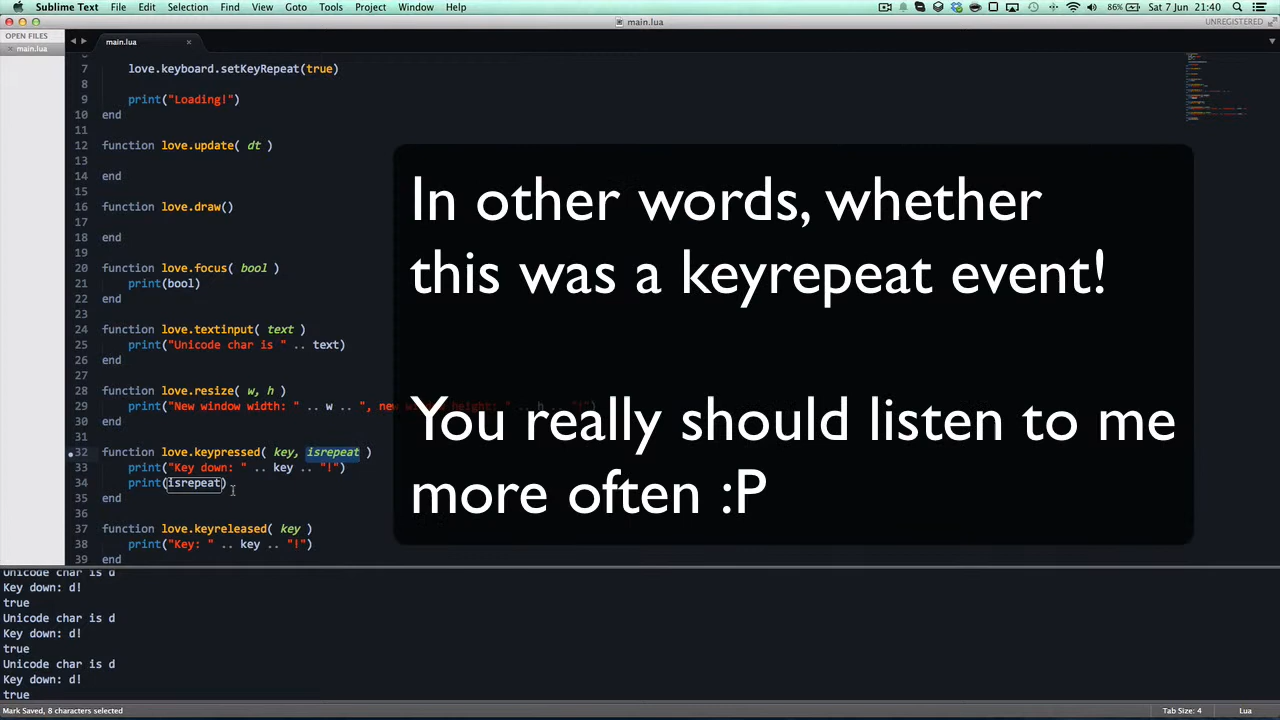 Sublime Text File Edit Selection Find View Goto Tools Project Window Help 86% Sat 7 Jun 21:40
main.lua
UNREGISTERED
OPEN FILES
main.lua
main.lua
7 love.keyboard.setKeyRepeat(true)
8
9 print("Loading!")
10 end
11
12 function love.update( dt )
13
14 end
15
16 function love.draw()
17
18 end
19
20 function love.focus( bool )
21 print(bool)
22 end
23
24 function love.textinput( text )
25 print("Unicode char is " .. text)
26 end
27
28 function love.resize( w, h )
29 print("New window width: " .. w .. ", new window height: " .. h .. "!")
30 end
31
32 function love.keypressed( key, isrepeat )
33 print("Key down: " .. key .. "!")
34 print(isrepeat)
35 end
36
37 function love.keyreleased( key )
38 print("Key: " .. key .. "!")
39 end
In other words, whether
this was a keyrepeat event!
You really should listen to me
more often :P
Unicode char is d
Key down: d!
true
Unicode char is d
Key down: d!
true
Unicode char is d
Key down: d!
true
Mark Saved, 8 characters selected Tab Size: 4 Lua